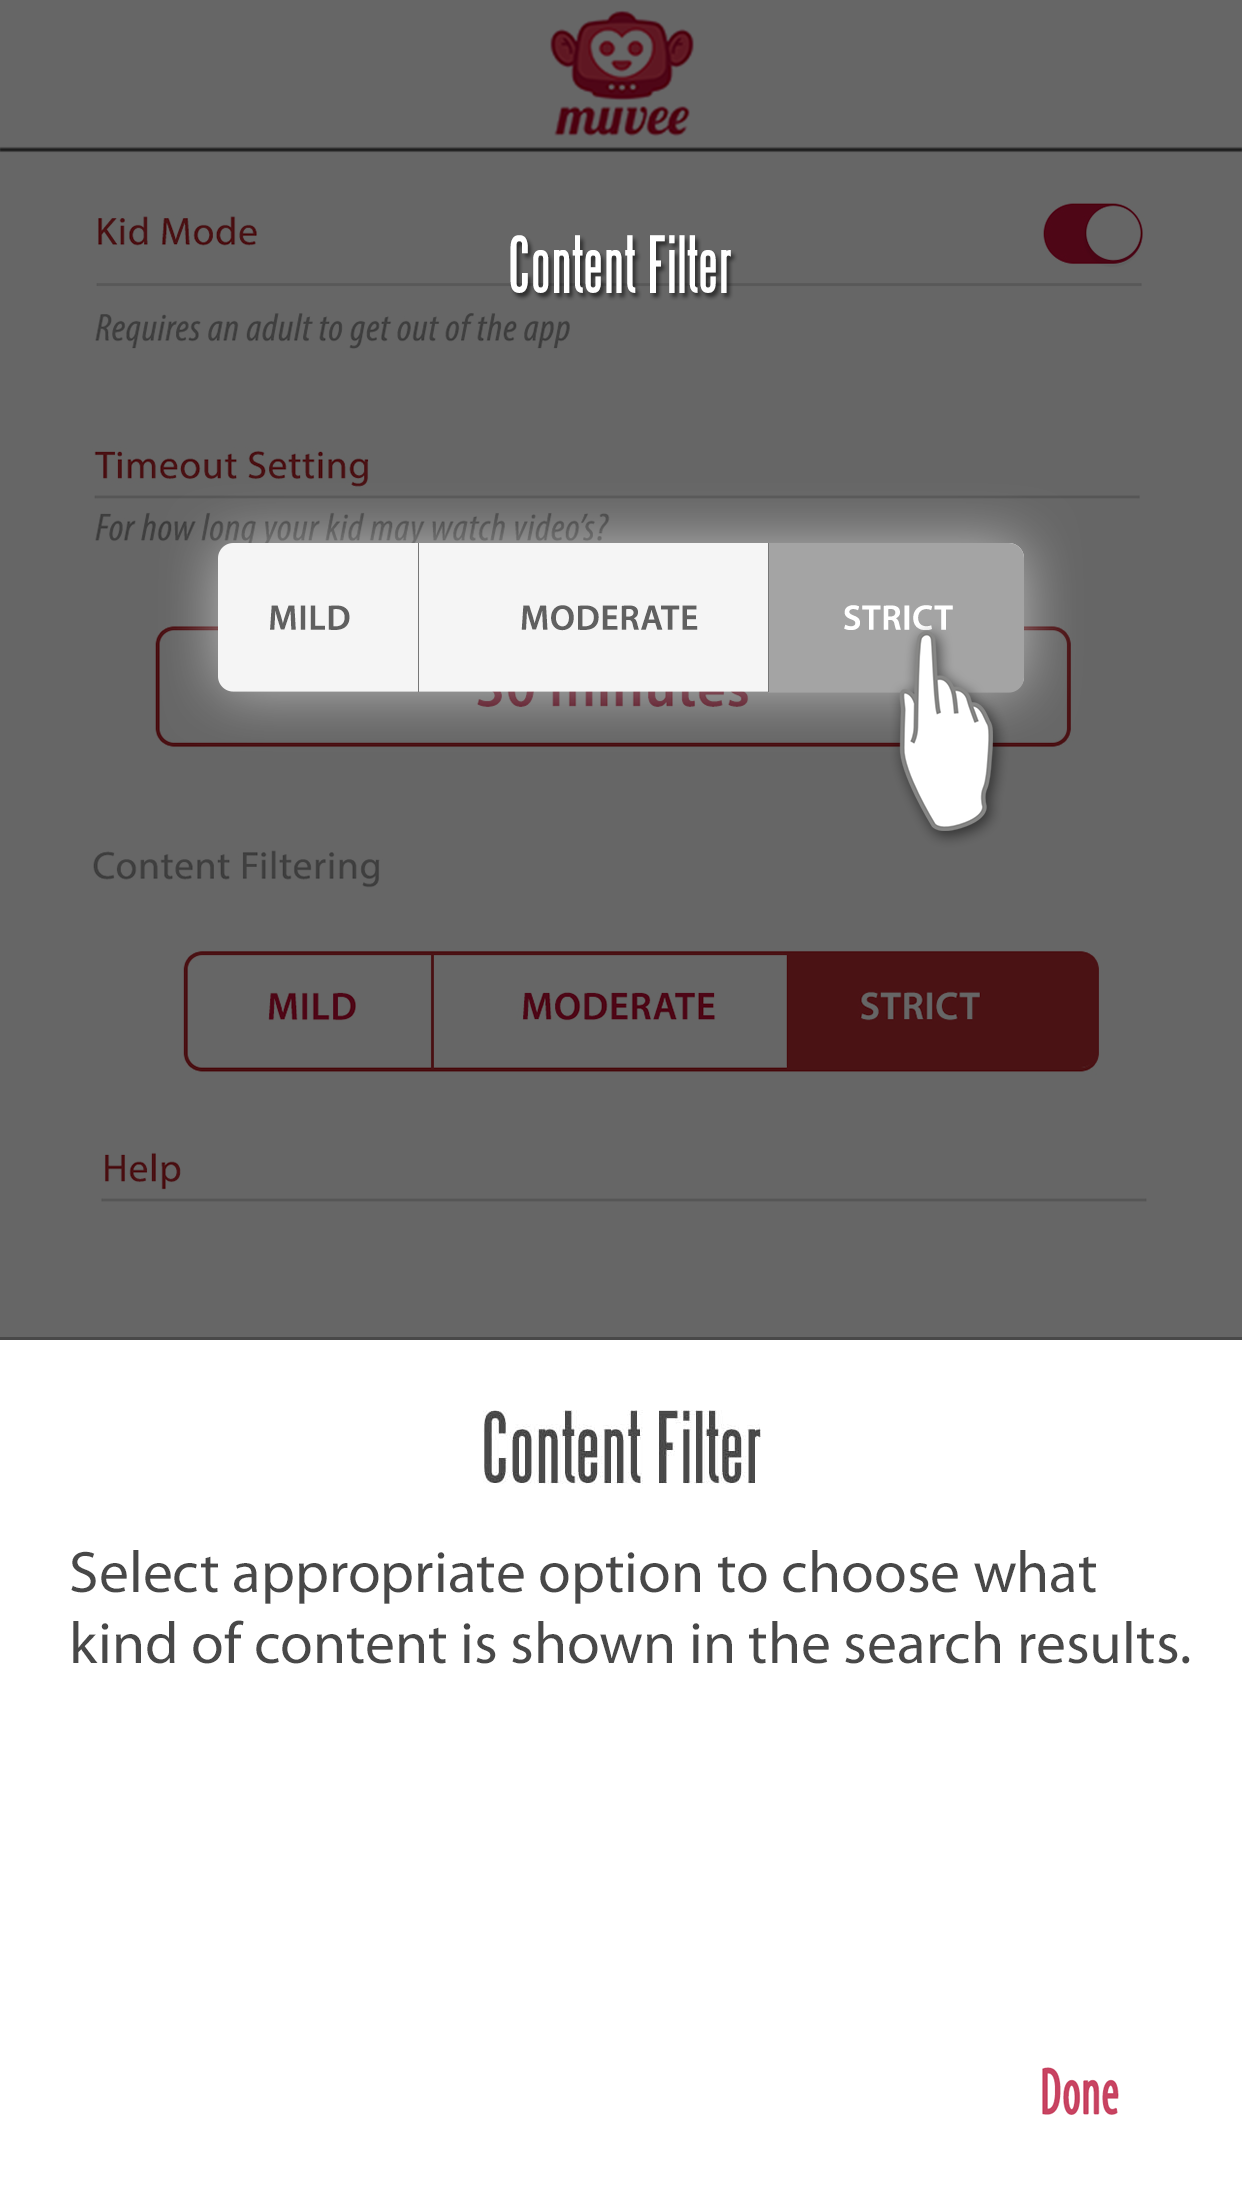 muvee
Kid Mode
Content Filter
Requires an adult to get out of the app
Timeout Setting
For how long your kid may watch video's?
MILD MODERATE STRICT
30 minutes
Content Filtering
MILD MODERATE STRICT
Help
Content Filter
Select appropriate option to choose what
kind of content is shown in the search results.
Done